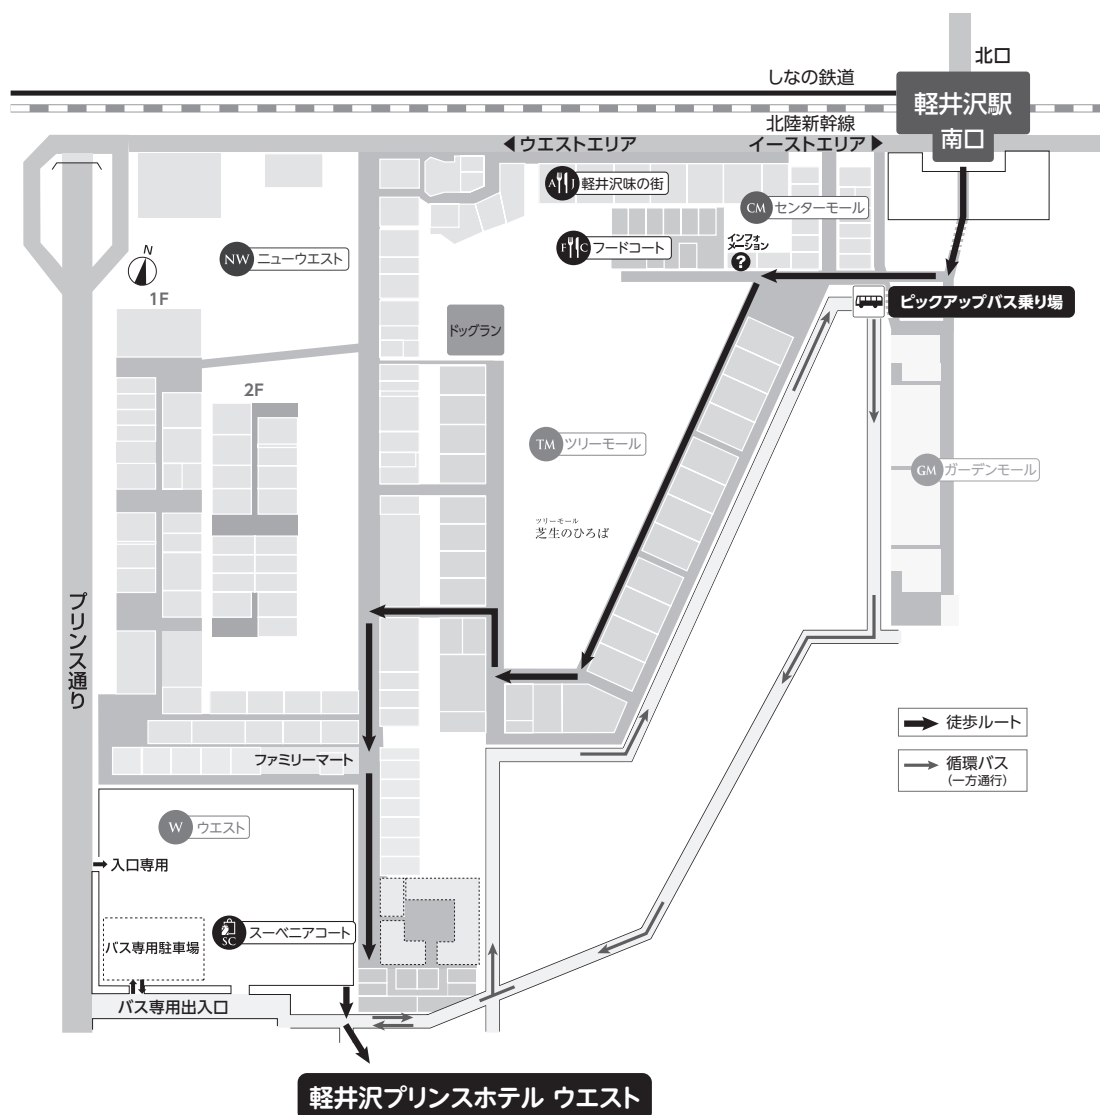 北口
しなの鉄道
軽井沢駅
南口
北陸新幹線
ウエストエリア
イーストエリア
AJ 軽井沢味の街
CM センターモール
FC フードコート
インフォ
メーション
?
NW ニューウエスト
N
1F
ピックアップバス乗り場
ドッグラン
2F
TM ツリーモール
GM ガーデンモール
ツリーモール
芝生のひろば
プリンス通り
徒歩ルート
循環バス
(一方通行)
ファミリーマート
W ウエスト
入口専用
SC スーベニアコート
バス専用駐車場
バス専用出入口
軽井沢プリンスホテル ウエスト